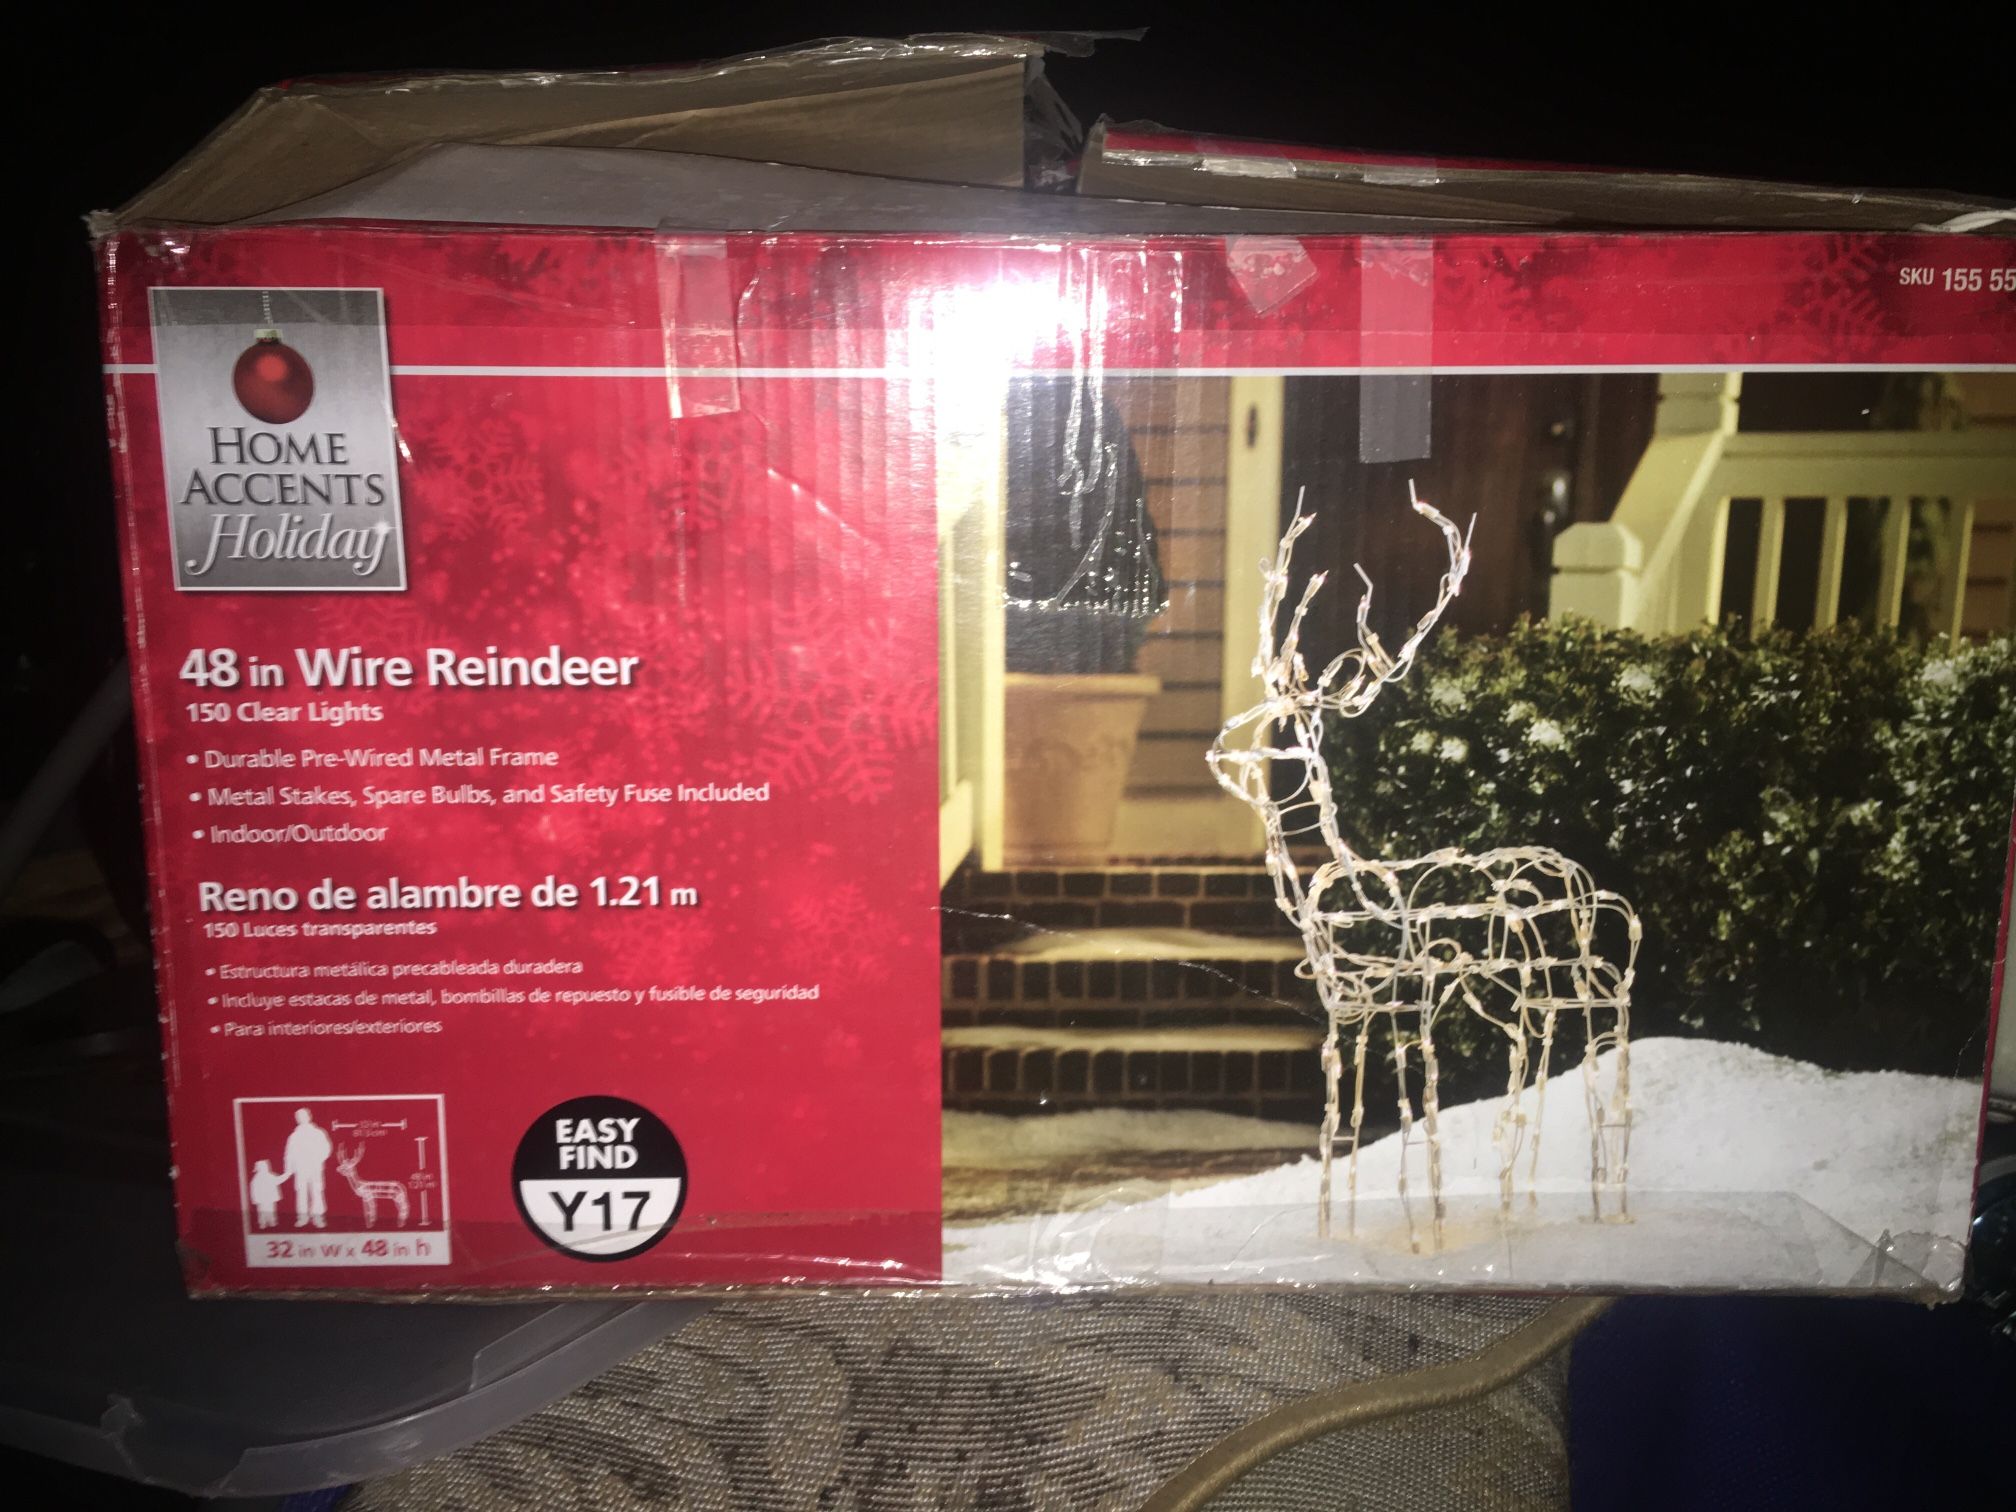 SKU 155 55
HOME
ACCENTS
Holiday
48 in Wire Reindeer
150 Clear Lights
• Durable Pre-Wired Metal Frame
• Metal Stakes, Spare Bulbs, and Safety Fuse Included
• Indoor/Outdoor
Reno de alambre de 1.21 m
150 Luces transparentes
• Estructura metálica precableada duradera
• Incluye estacas de metal, bombillas de repuesto y fusible de seguridad
• Para interiores/exteriores
32 in w x 48 in h
EASY
FIND
Y17